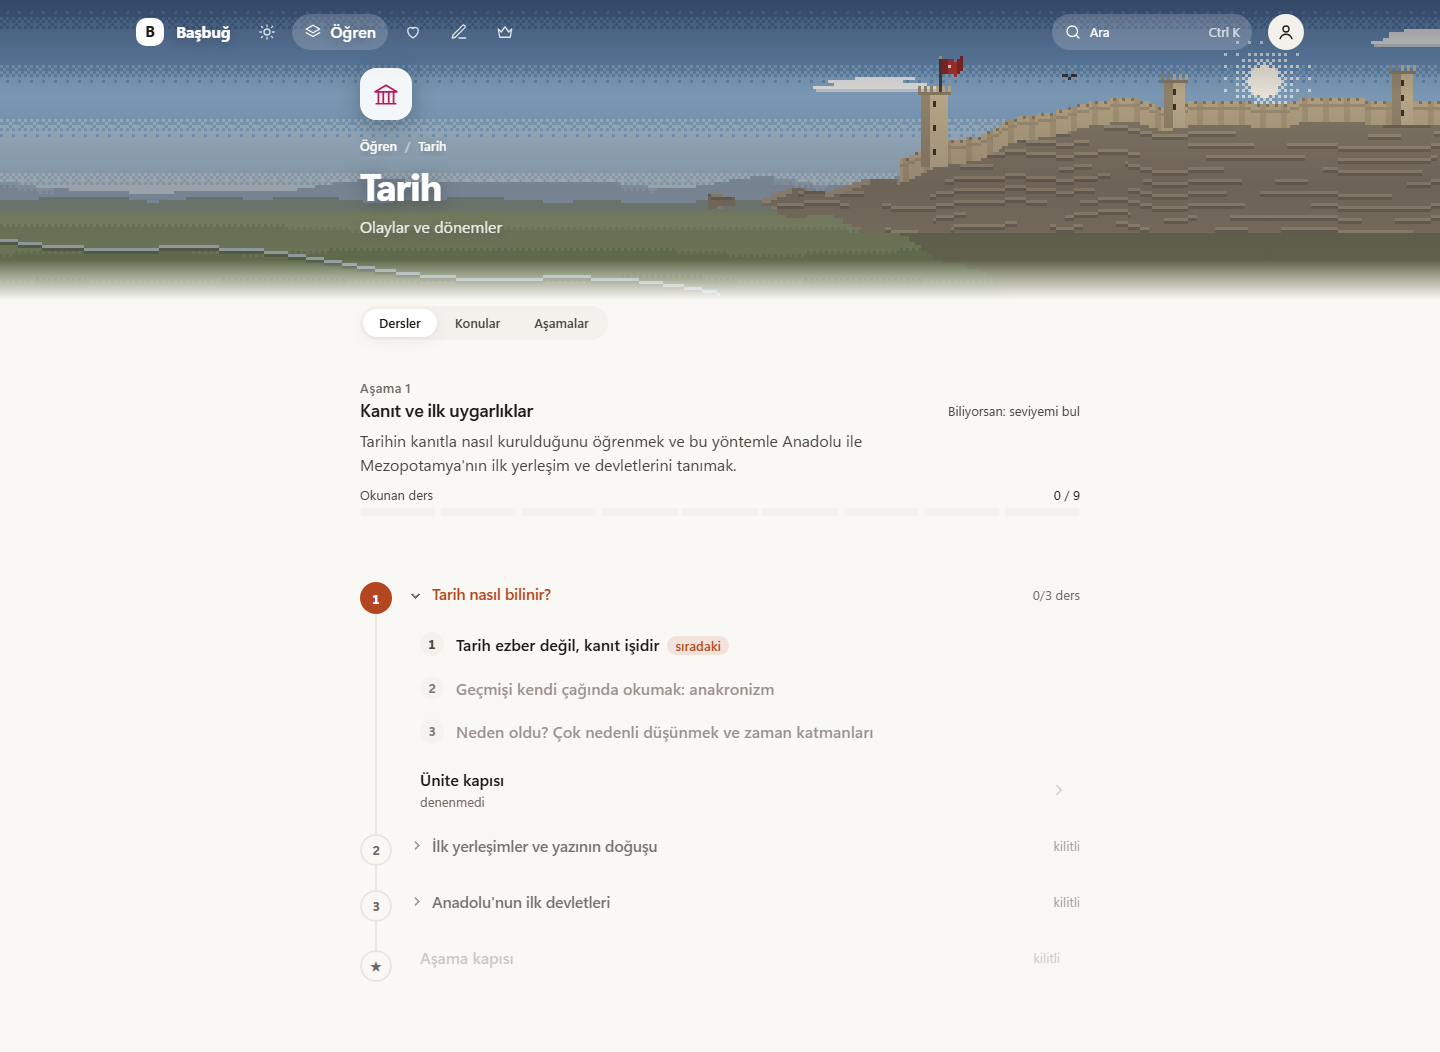 B Başbuğ Öğren Ara Ctrl K
Öğren / Tarih
Tarih
Olaylar ve dönemler
Dersler Konular Aşamalar
Aşama 1
Kanıt ve ilk uygarlıklar Biliyorsan: seviyemi bul
Tarihin kanıtla nasıl kurulduğunu öğrenmek ve bu yöntemle Anadolu ile
Mezopotamya'nın ilk yerleşim ve devletlerini tanımak.
Okunan ders 0 / 9
1 Tarih nasıl bilinir? 0/3 ders
1 Tarih ezber değil, kanıt işidir sıradaki
2 Geçmişi kendi çağında okumak: anakronizm
3 Neden oldu? Çok nedenli düşünmek ve zaman katmanları
Ünite kapısı
denenmedi
2 İlk yerleşimler ve yazının doğuşu kilitli
3 Anadolu'nun ilk devletleri kilitli
★ Aşama kapısı kilitli